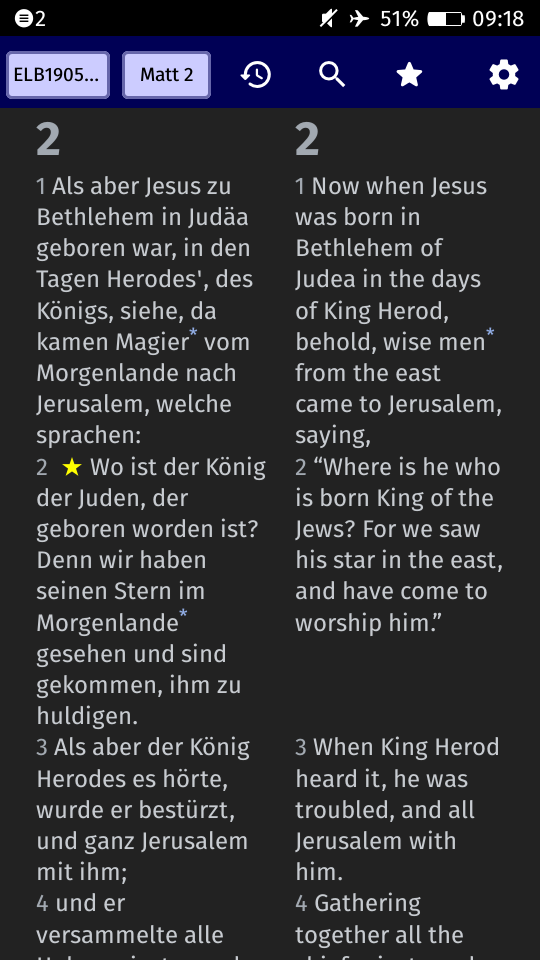 2
51%
09:18
ELB1905...
Matt 2
2
1 Als aber Jesus zu
Bethlehem in Judäa
geboren war, in den
Tagen Herodes', des
Königs, siehe, da
kamen Magier* vom
Morgenlande nach
Jerusalem, welche
sprachen:
2 ★ Wo ist der König
der Juden, der
geboren worden ist?
Denn wir haben
seinen Stern im
Morgenlande*
gesehen und sind
gekommen, ihm zu
huldigen.
3 Als aber der König
Herodes es hörte,
wurde er bestürzt,
und ganz Jerusalem
mit ihm;
4 und er
versammelte alle
2
1 Now when Jesus
was born in
Bethlehem of
Judea in the days
of King Herod,
behold, wise men*
from the east
came to Jerusalem,
saying,
2 “Where is he who
is born King of the
Jews? For we saw
his star in the east,
and have come to
worship him.”
3 When King Herod
heard it, he was
troubled, and all
Jerusalem with
him.
4 Gathering
together all the